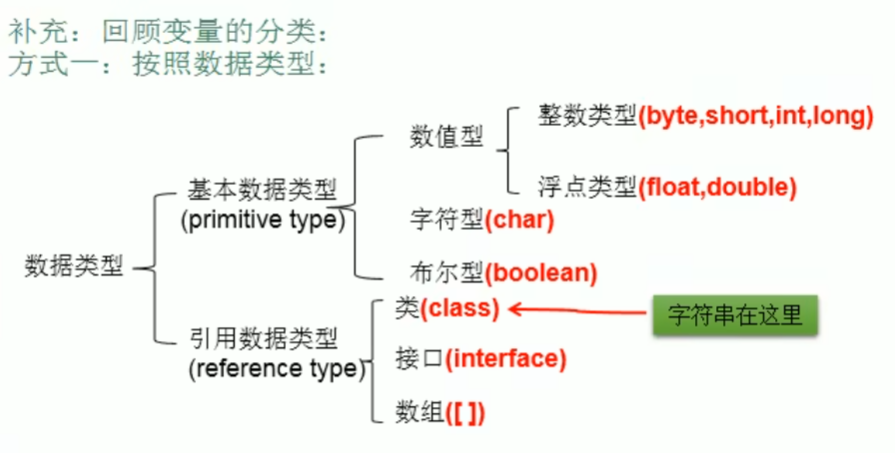 补充：回顾变量的分类：
方式一：按照数据类型：
数据类型
基本数据类型
(primitive type)
数值型
整数类型(byte,short,int,long)
浮点类型(float,double)
字符型(char)
布尔型(boolean)
引用数据类型
(reference type)
类(class)
字符串在这里
接口(interface)
数组([ ])